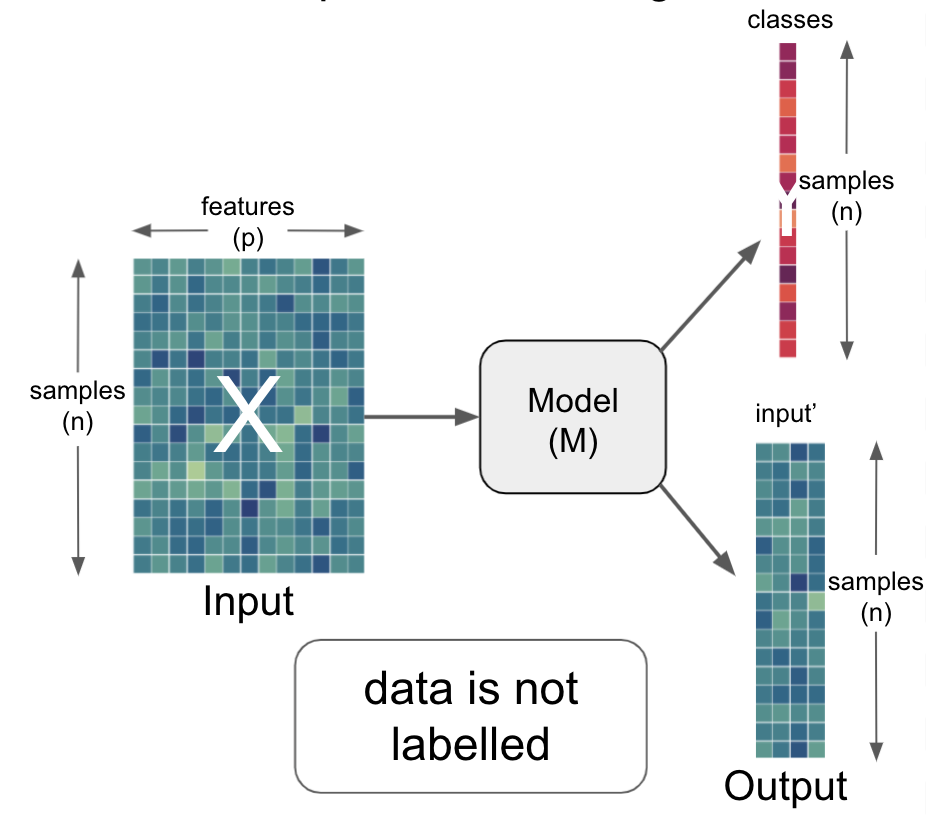 classes
samples
(n)
Y
features
(p)
samples
(n)
X
Model
(M)
input’
samples
(n)
Input
data is not
labelled
Output